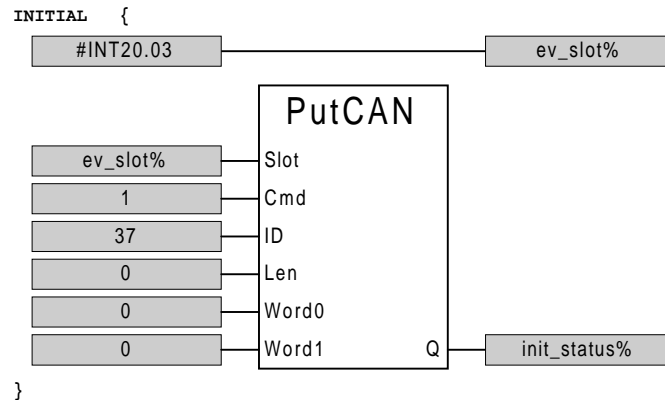 INITIAL {
#INT20.03 ev_slot%
PutCAN
ev_slot% Slot
1 Cmd
37 ID
0 Len
0 Word0
0 Word1 Q init_status%
}